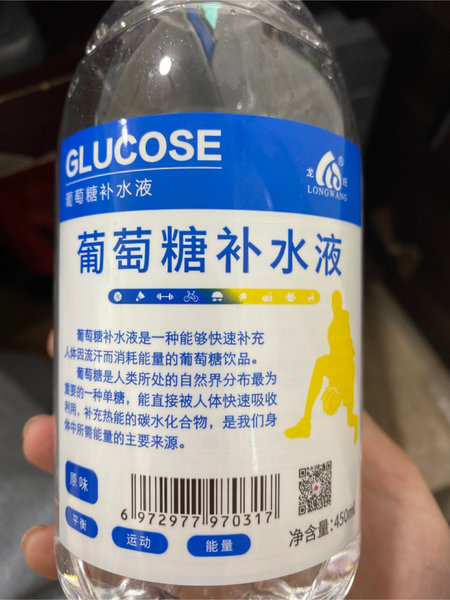 GLUCOSE
葡萄糖补水液
龙旺
®
LONGWANG
葡萄糖补水液
葡萄糖补水液是一种能够快速补充
人体因流汗而消耗能量的葡萄糖饮品。
葡萄糖是人类所处的自然界分布最为
重要的一种单糖，能直接被人体快速吸收
利用，补充热能的碳水化合物，是我们身
体中所需能量的主要来源。
原味
平衡
运动
能量
6 972977 970317
净含量:450ml